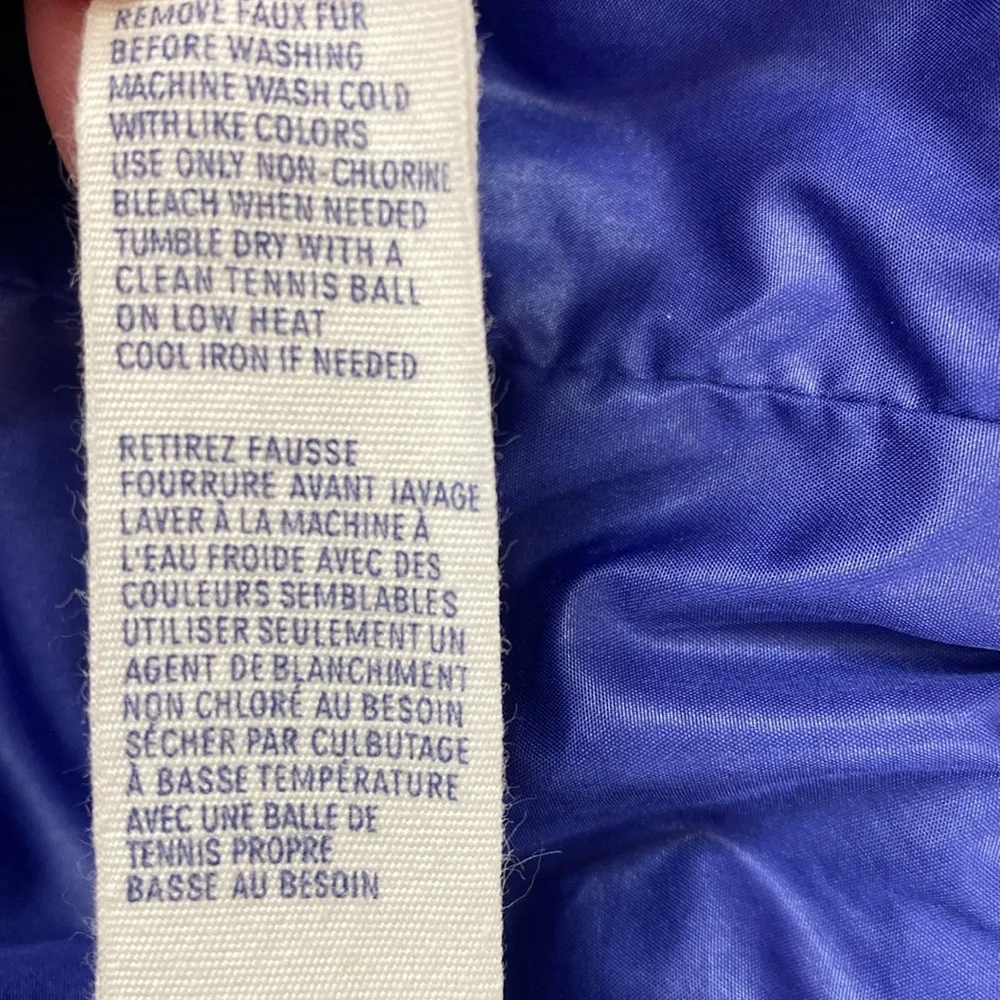 REMOVE FAUX FUR
BEFORE WASHING
MACHINE WASH COLD
WITH LIKE COLORS
USE ONLY NON-CHLORINE
BLEACH WHEN NEEDED
TUMBLE DRY WITH A
CLEAN TENNIS BALL
ON LOW HEAT
COOL IRON IF NEEDED
RETIREZ FAUSSE
FOURRURE AVANT LAVAGE
LAVER À LA MACHINE À
L'EAU FROIDE AVEC DES
COULEURS SEMBLABLES
UTILISER SEULEMENT UN
AGENT DE BLANCHIMENT
NON CHLORÉ AU BESOIN
SÉCHER PAR CULBUTAGE
À BASSE TEMPÉRATURE
AVEC UNE BALLE DE
TENNIS PROPRE
BASSE AU BESOIN